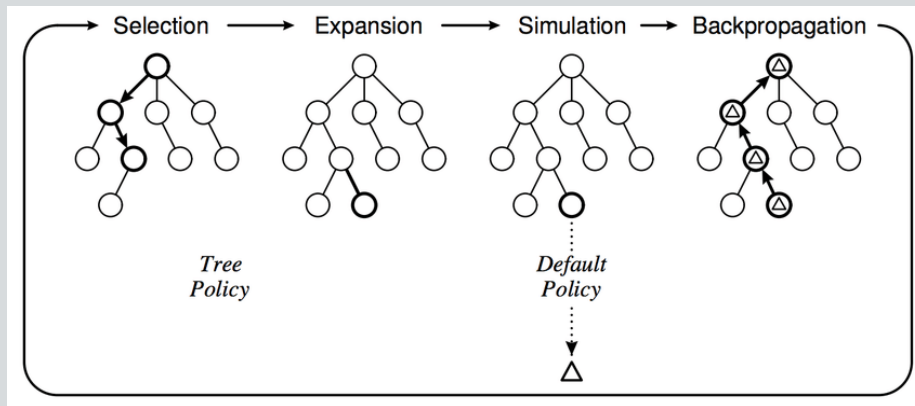 Selection
Expansion
Simulation
Backpropagation
Tree
Policy
Default
Policy